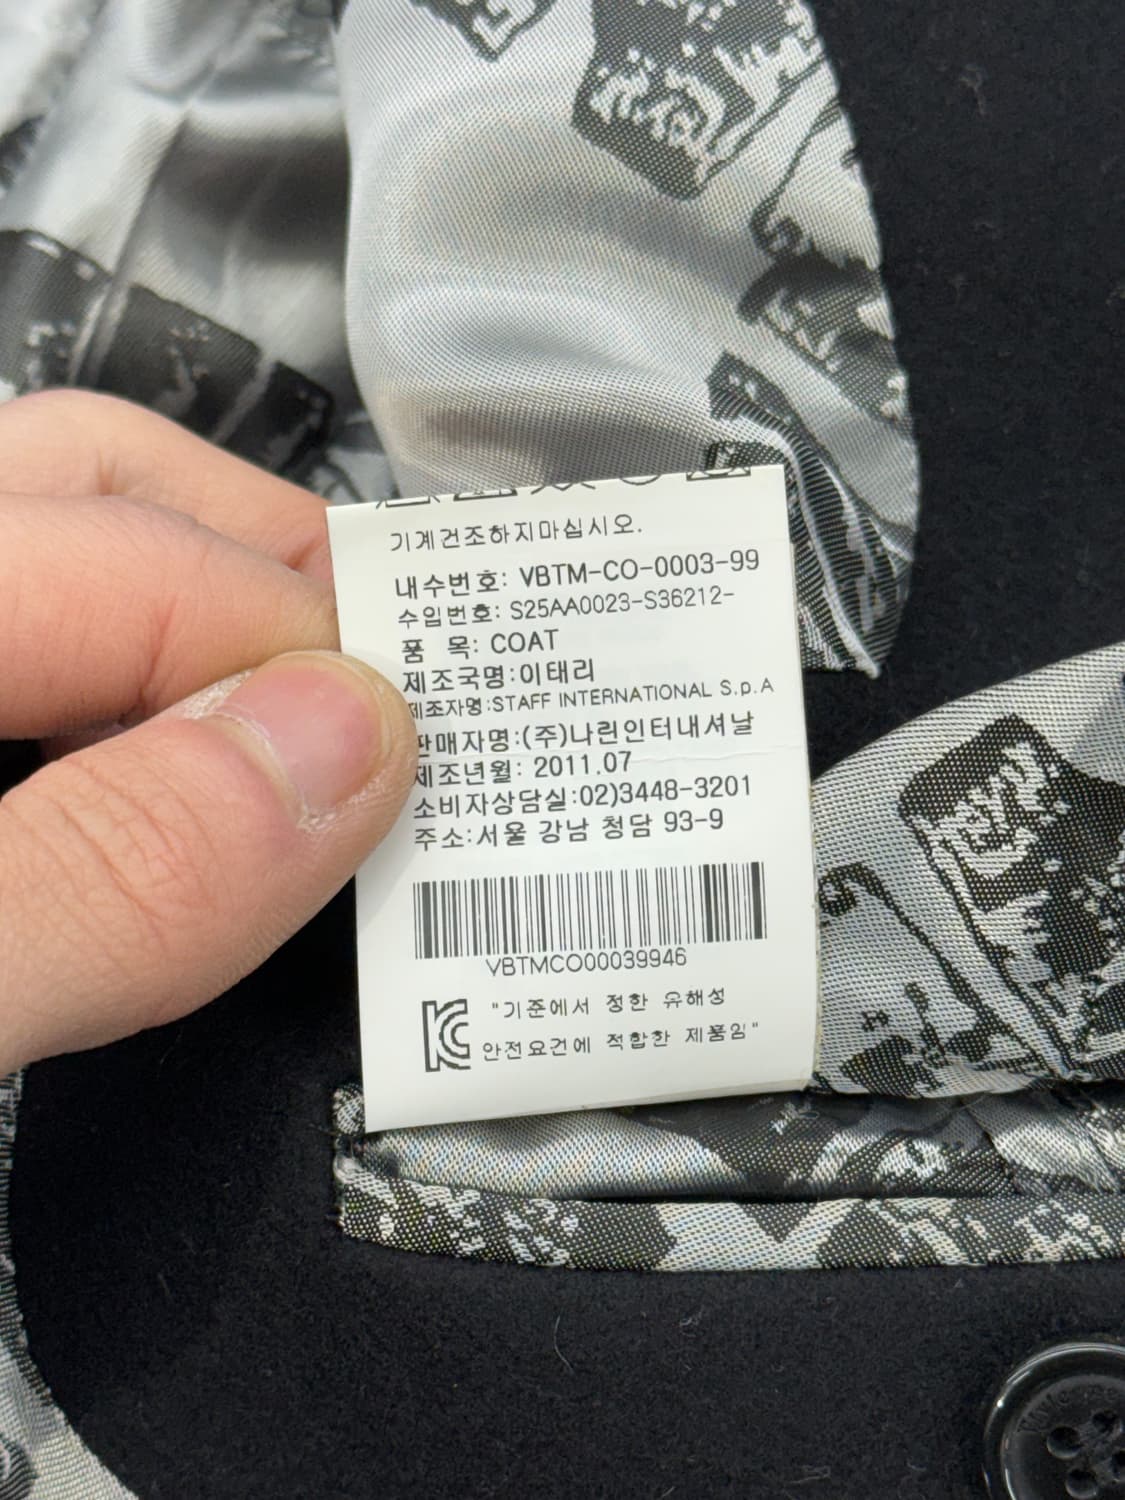 기계건조하지마십시오.
내수번호: VBTM-CO-0003-99
수입번호: S25AA0023-S36212-
품 목: COAT
제조국명:이태리
제조자명:STAFF INTERNATIONAL S.p.A
판매자명:(주)나린인터내셔날
제조년월: 2011.07
소비자상담실:02)3448-3201
주소:서울 강남 청담 93-9
VBTMCO00039946
"기준에서 정한 유해성
안전요건에 적합한 제품임"